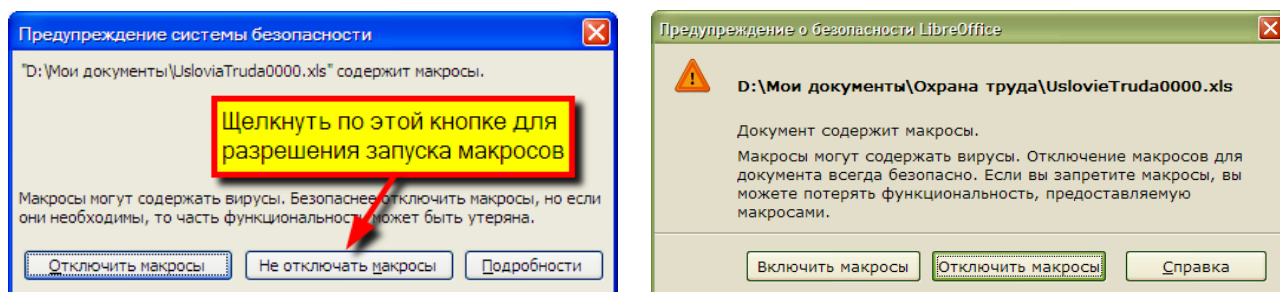 Предупреждение системы безопасности
"D:\Мои документы\UsloviaTruda0000.xls" содержит макросы.
Щелкнуть по этой кнопке для
разрешения запуска макросов
Макросы могут содержать вирусы. Безопаснее отключить макросы, но если
они необходимы, то часть функциональности может быть утеряна.
Отключить макросы
Не отключать макросы
Подробности
Предупреждение о безопасности LibreOffice
D:\Мои документы\Охрана труда\UslovieTruda0000.xls
Документ содержит макросы.
Макросы могут содержать вирусы. Отключение макросов для
документа всегда безопасно. Если вы запретите макросы, вы
можете потерять функциональность, предоставляемую
макросами.
Включить макросы
Отключить макросы
Справка